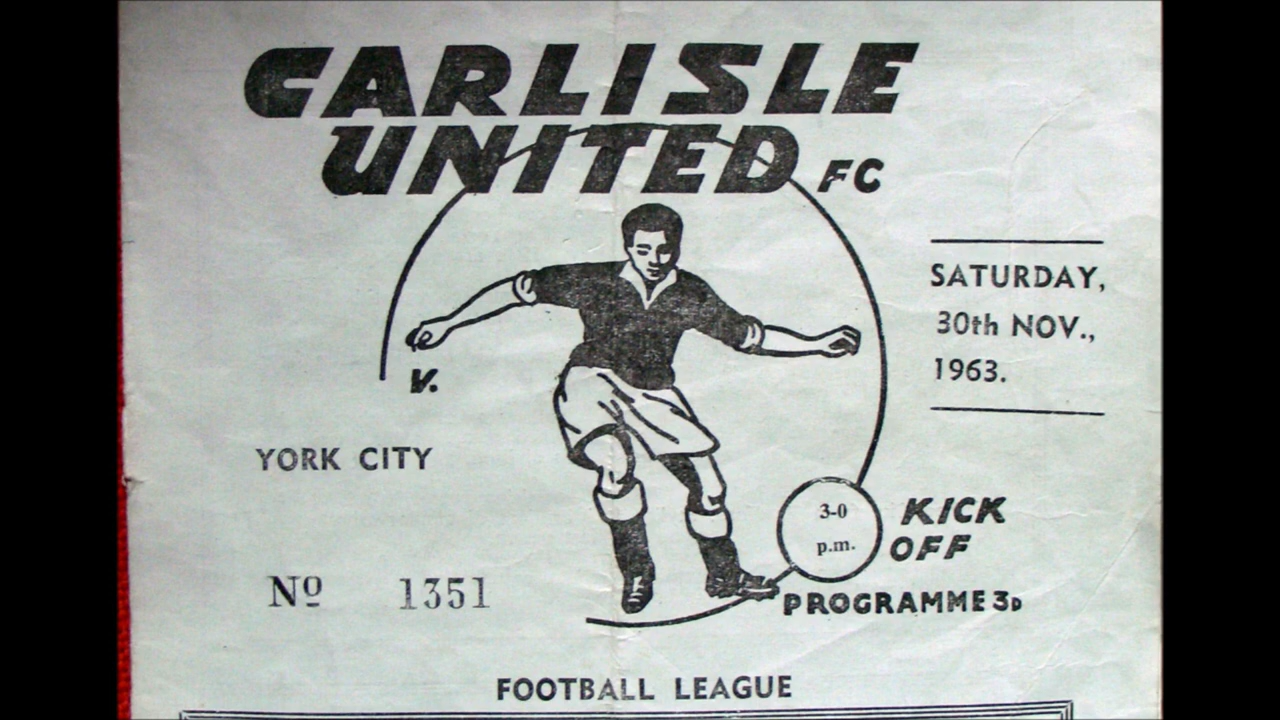 CARLISLE
UNITED FC
SATURDAY,
30th NOV.,
1963.
V.
YORK CITY
3-0
p.m.
KICK
OFF
Nº 1351
PROGRAMME 3D
FOOTBALL LEAGUE